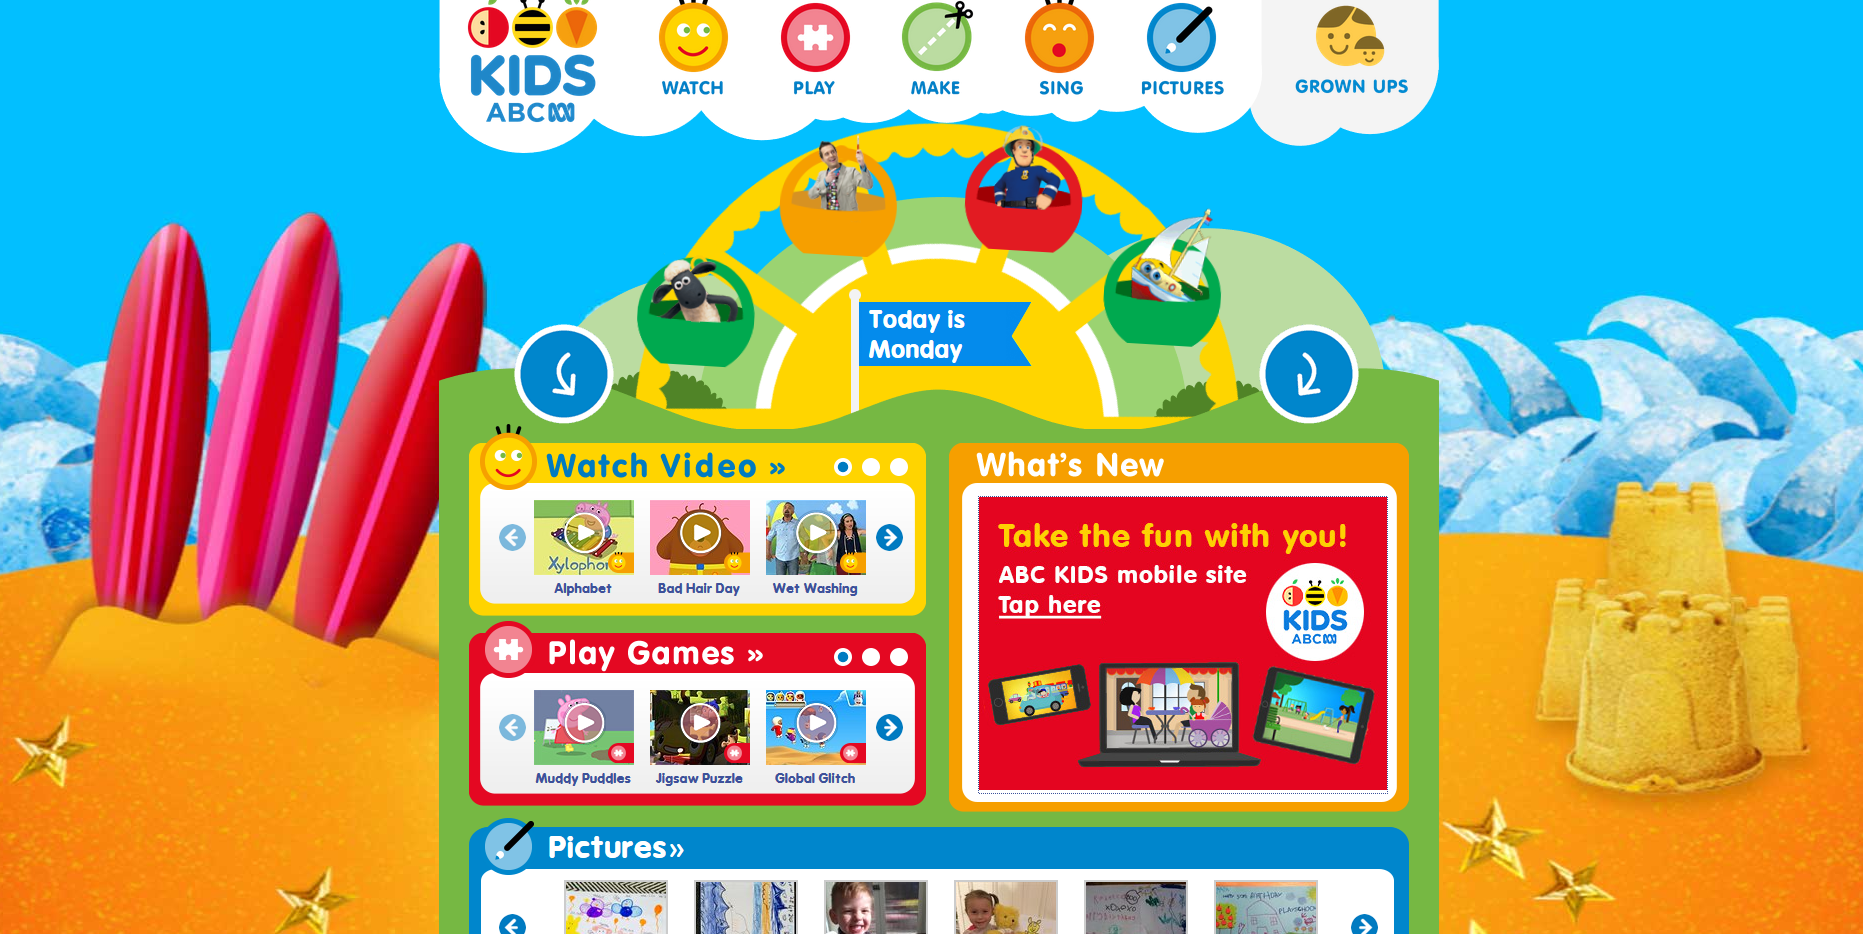 KIDS
ABC
WATCH
PLAY
MAKE
SING
PICTURES
GROWN UPS
Today is
Monday
Watch Video »
Xylophon
Alphabet
Bad Hair Day
Wet Washing
Play Games »
Muddy Puddles
Jigsaw Puzzle
Global Glitch
What's New
Take the fun with you!
ABC KIDS mobile site
Tap here
KIDS
ABC
Pictures»